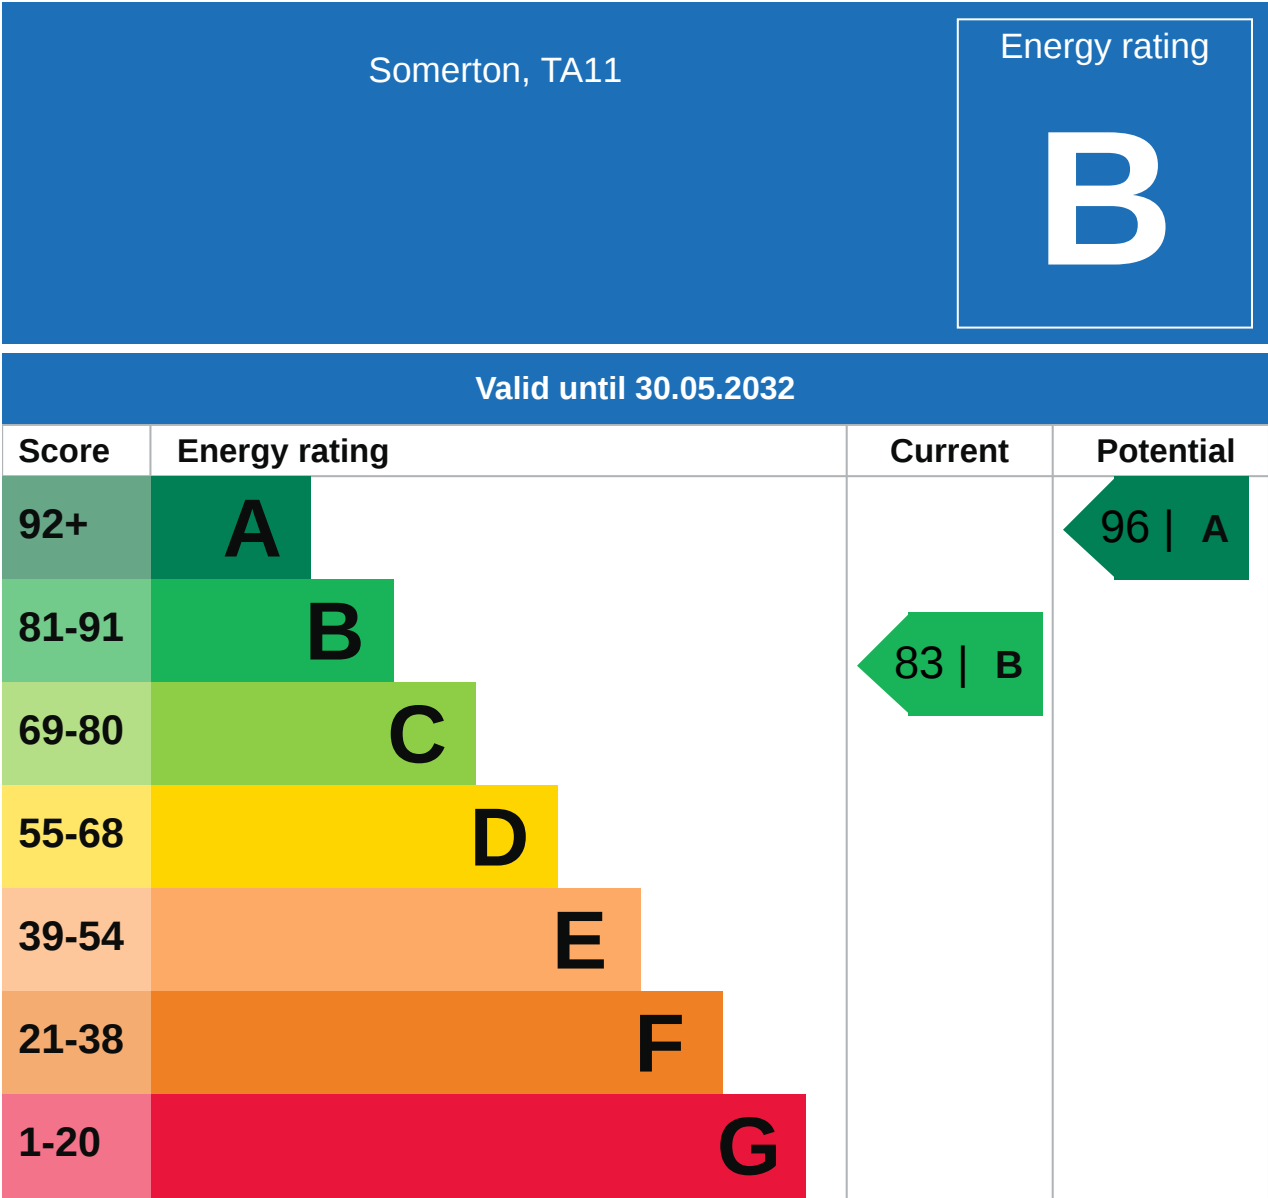 Somerton, TA11
Energy rating
B
Valid until 30.05.2032
Score Energy rating Current Potential
92+ A 96 | A
81-91 B 83 | B
69-80 C
55-68 D
39-54 E
21-38 F
1-20 G